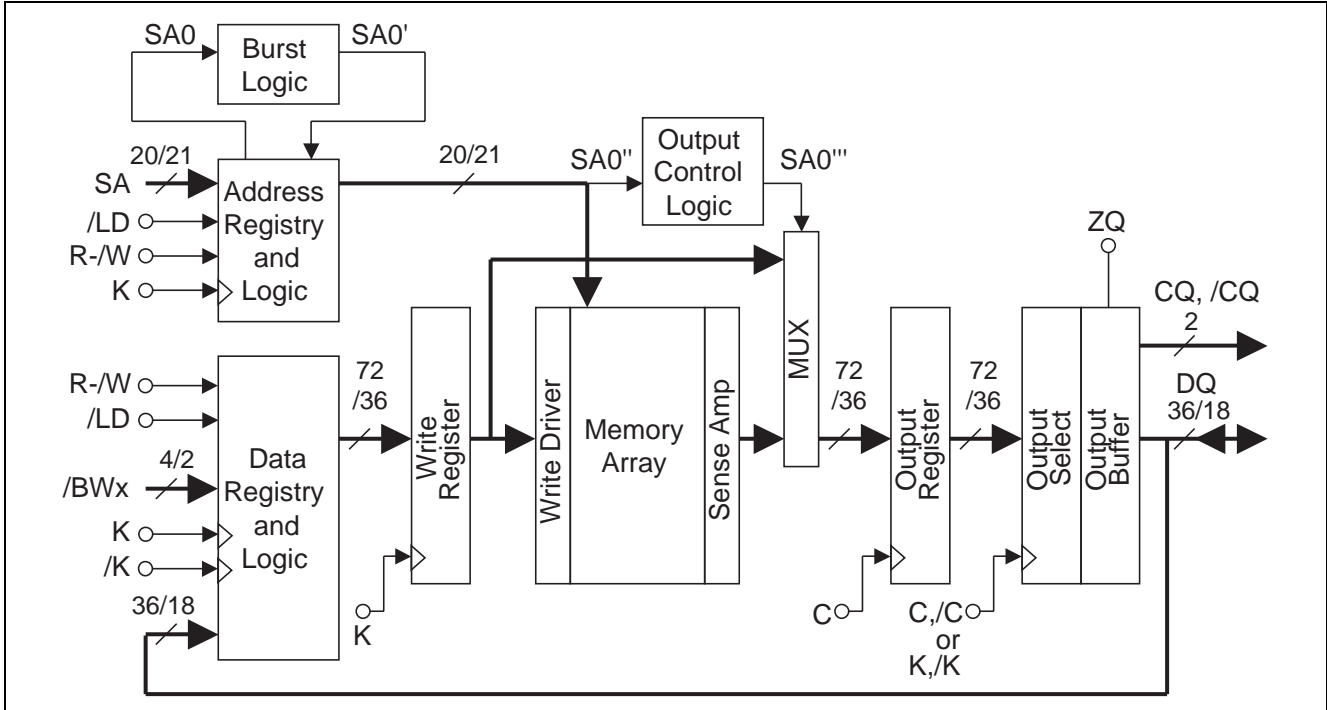 SA0
Burst
Logic
SA0'
20/21
SA
/LD
R-/W
K
Address
Registry
and
Logic
20/21
SA0''
Output
Control
Logic
SA0'''
MUX
ZQ
CQ, /CQ
2
R-/W
/LD
4/2
/BWx
K
/K
36/18
Data
Registry
and
Logic
72
/36
Write
Register
K
Write Driver
Memory
Array
Sense Amp
72
/36
Output
Register
C
72
/36
Output
Select
Output
Buffer
C,/C
or
K,/K
DQ
36/18